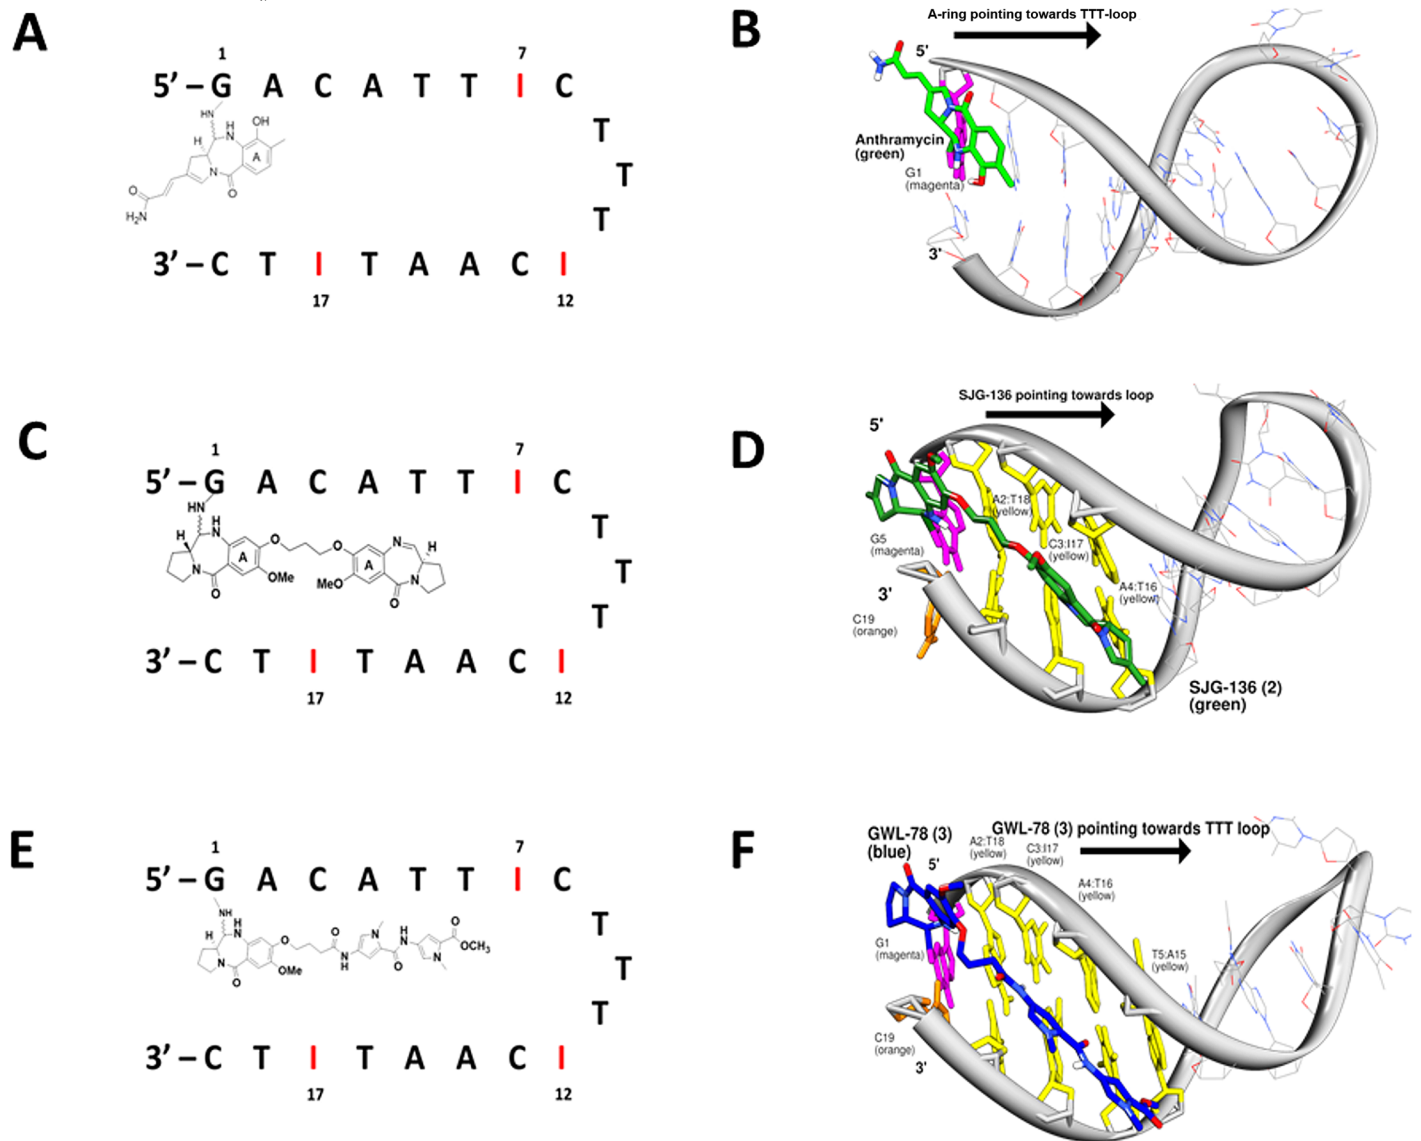 A
1 7
5’ – G A C A T T I C
HN
H N H OH
A
N O
O
H2N
T
T
T
3’ – C T I T A A C I
17 12
B
A-ring pointing towards TTT-loop
5'
Anthramycin
(green)
G1
(magenta)
3'
C
1 7
5’ – G A C A T T I C
HN
H N H O O N H
A A
N OMe MeO N
O O
T
T
T
3’ – C T I T A A C I
17 12
D
SJG-136 pointing towards loop
5'
A2:T18
(yellow)
G5
(magenta)
C3:I17
(yellow)
3'
A4:T16
(yellow)
C19
(orange)
SJG-136 (2)
(green)
E
1 7
5’ – G A C A T T I C
NH
H N H O O N H N O
OCH3
N OMe N H O N
O
T
T
T
3’ – C T I T A A C I
17 12
F
GWL-78 (3)
(blue)
GWL-78 (3) pointing towards TTT loop
A2:T18
(yellow)
C3:I17
(yellow)
5'
A4:T16
(yellow)
G1
(magenta)
T5:A15
(yellow)
C19
(orange)
3'